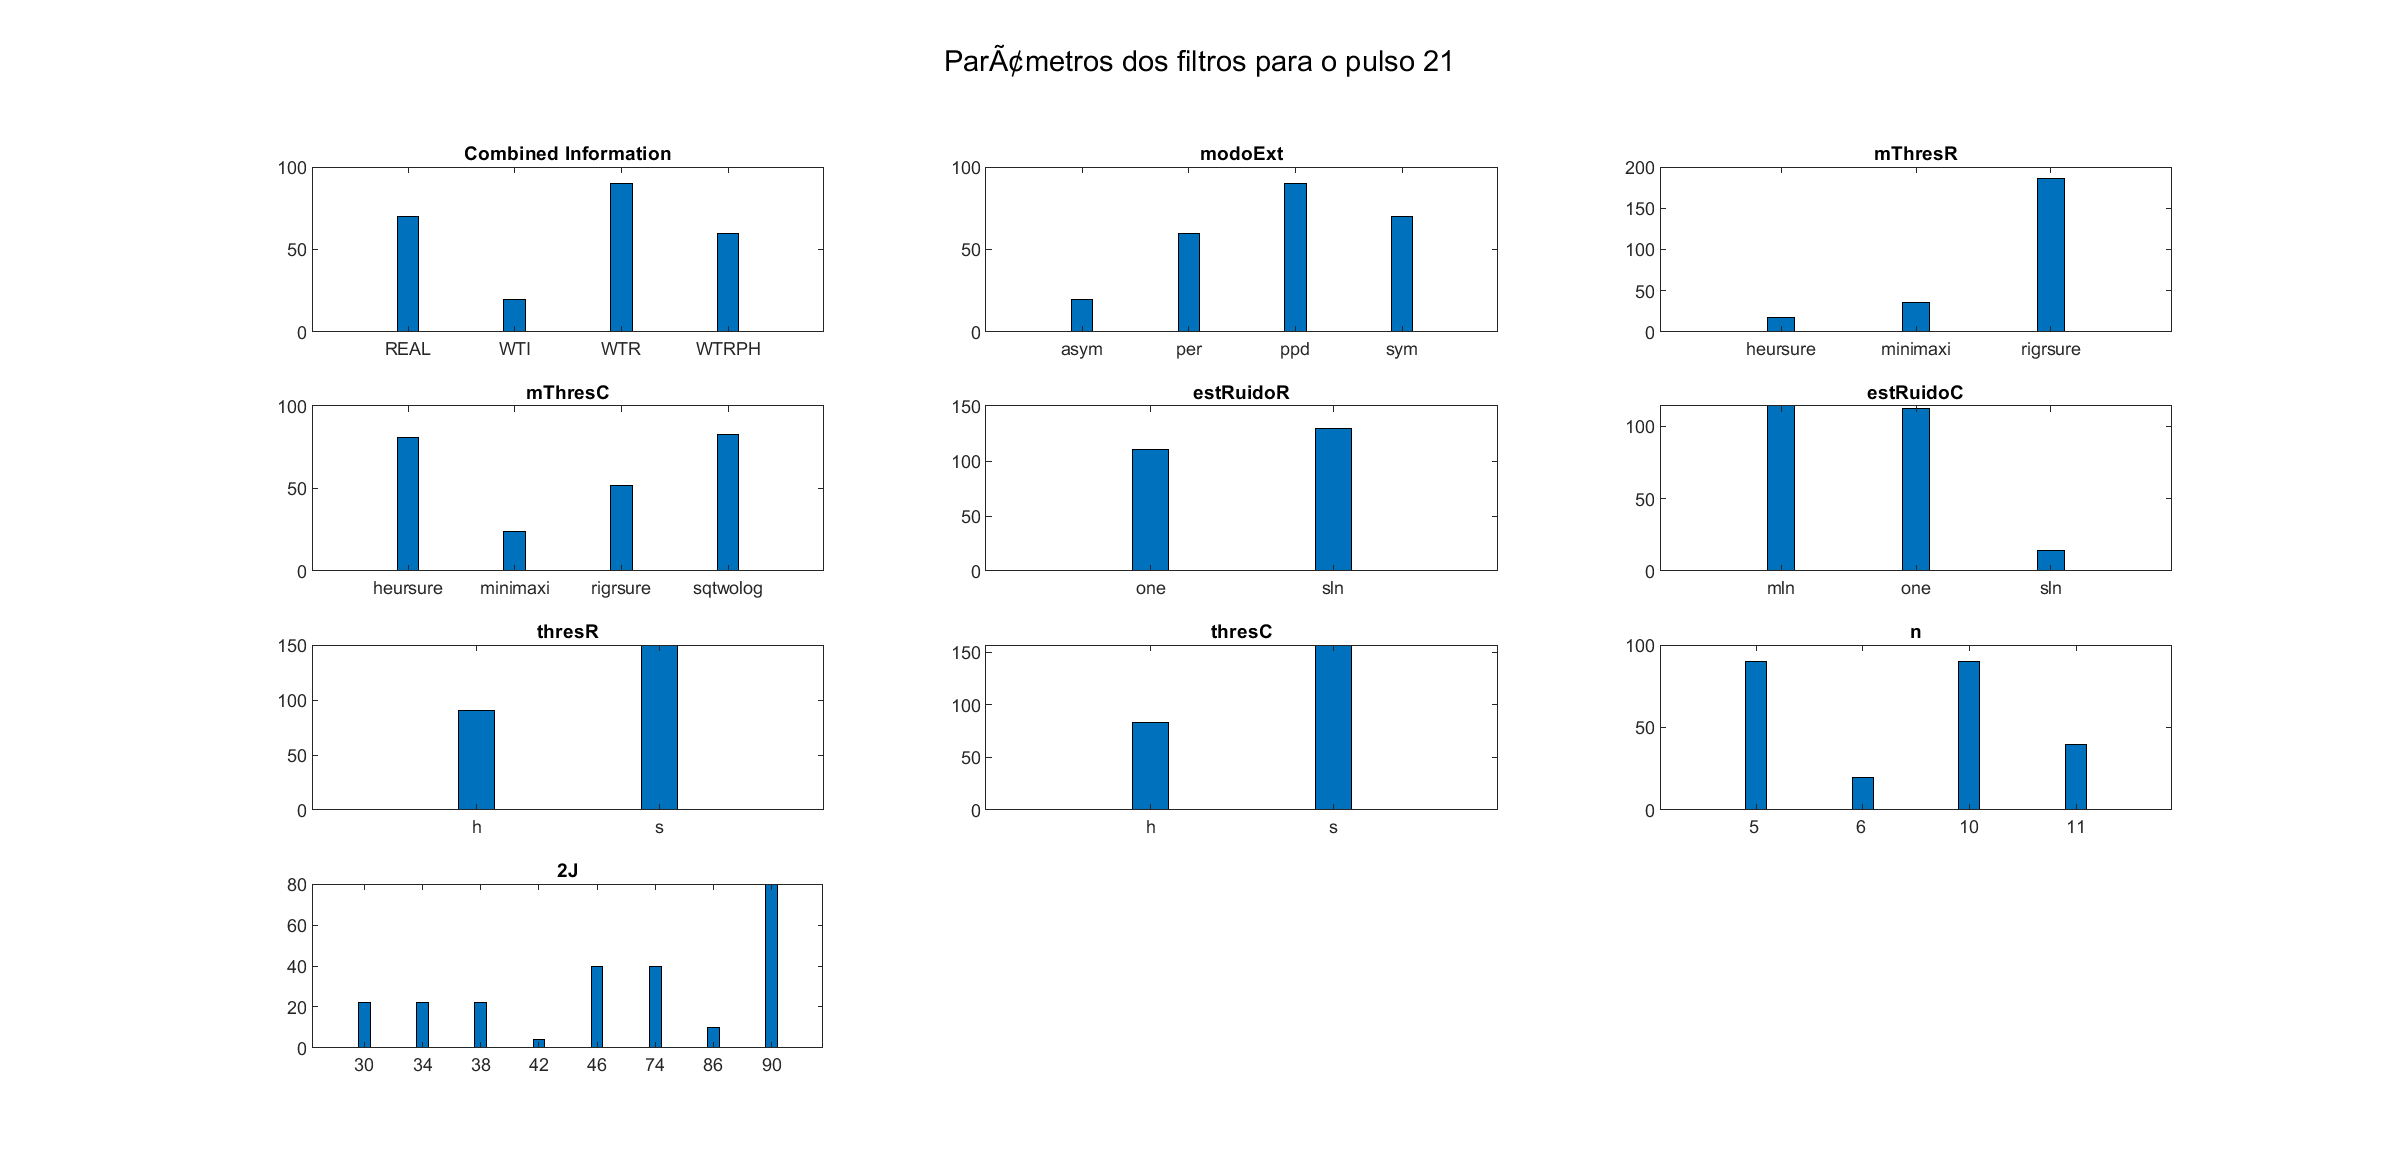 ParÃ¢metros dos filtros para o pulso 21
Combined Information
100
50
0
REAL WTI WTR WTRPH
modoExt
100
50
0
asym per ppd sym
mThresR
200
150
100
50
0
heursure minimaxi rigrsure
mThresC
100
50
0
heursure minimaxi rigrsure sqtwolog
estRuidoR
150
100
50
0
one sln
estRuidoC
100
50
0
mln one sln
thresR
150
100
50
0
h s
thresC
150
100
50
0
h s
n
100
50
0
5 6 10 11
2J
80
60
40
20
0
30 34 38 42 46 74 86 90